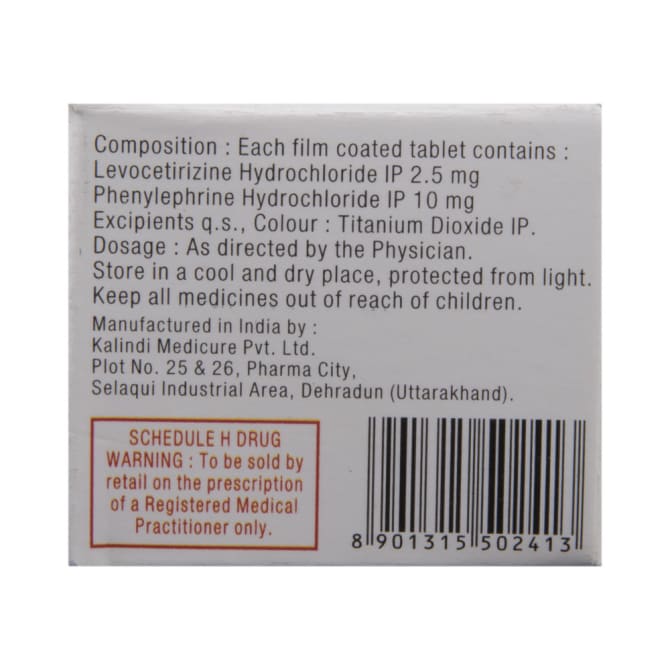 Composition : Each film coated tablet contains :
Levocetirizine Hydrochloride IP 2.5 mg
Phenylephrine Hydrochloride IP 10 mg
Excipients q.s., Colour : Titanium Dioxide IP.
Dosage : As directed by the Physician.
Store in a cool and dry place, protected from light.
Keep all medicines out of reach of children.
Manufactured in India by :
Kalindi Medicure Pvt. Ltd.
Plot No. 25 & 26, Pharma City,
Selaqui Industrial Area, Dehradun (Uttarakhand).
SCHEDULE H DRUG
WARNING : To be sold by
retail on the prescription
of a Registered Medical
Practitioner only.
8 901315 502413